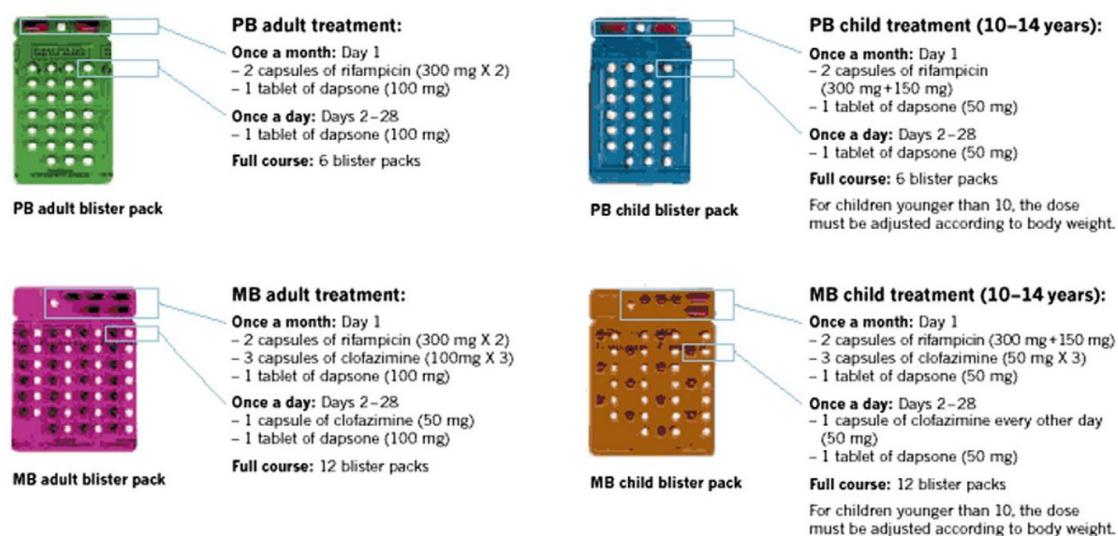 PB adult treatment:
Once a month: Day 1
– 2 capsules of rifampicin (300 mg X 2)
– 1 tablet of dapsone (100 mg)
Once a day: Days 2–28
– 1 tablet of dapsone (100 mg)
Full course: 6 blister packs
PB adult blister pack
PB child treatment (10–14 years):
Once a month: Day 1
– 2 capsules of rifampicin
(300 mg+150 mg)
– 1 tablet of dapsone (50 mg)
Once a day: Days 2–28
– 1 tablet of dapsone (50 mg)
Full course: 6 blister packs
For children younger than 10, the dose
must be adjusted according to body weight.
PB child blister pack
MB adult treatment:
Once a month: Day 1
– 2 capsules of rifampicin (300 mg X 2)
– 3 capsules of clofazimine (100mg X 3)
– 1 tablet of dapsone (100 mg)
Once a day: Days 2–28
– 1 capsule of clofazimine (50 mg)
– 1 tablet of dapsone (100 mg)
Full course: 12 blister packs
MB adult blister pack
MB child treatment (10–14 years):
Once a month: Day 1
– 2 capsules of rifampicin (300 mg+150 mg)
– 3 capsules of clofazimine (50 mg X 3)
– 1 tablet of dapsone (50 mg)
Once a day: Days 2–28
– 1 capsule of clofazimine every other day
(50 mg)
– 1 tablet of dapsone (50 mg)
Full course: 12 blister packs
For children younger than 10, the dose
must be adjusted according to body weight.
MB child blister pack